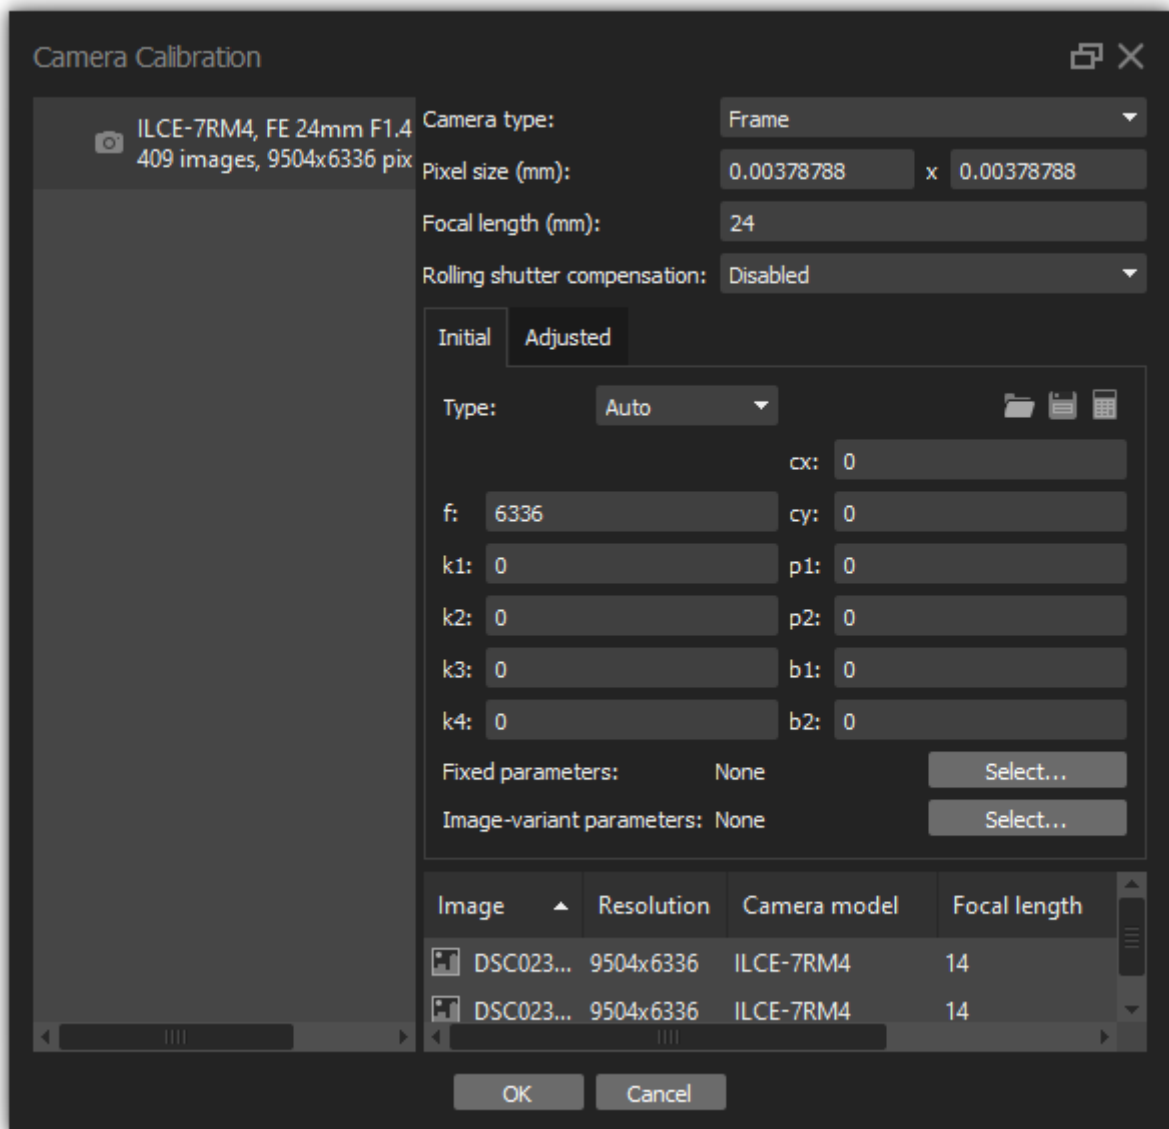 Camera Calibration
ILCE-7RM4, FE 24mm F1.4
409 images, 9504x6336 pix
Camera type: Frame
Pixel size (mm): 0.00378788 x 0.00378788
Focal length (mm): 24
Rolling shutter compensation: Disabled
Initial Adjusted
Type: Auto
cx: 0
f: 6336 cy: 0
k1: 0 p1: 0
k2: 0 p2: 0
k3: 0 b1: 0
k4: 0 b2: 0
Fixed parameters: None Select...
Image-variant parameters: None Select...
Image Resolution Camera model Focal length
DSC023... 9504x6336 ILCE-7RM4 14
DSC023... 9504x6336 ILCE-7RM4 14
OK Cancel